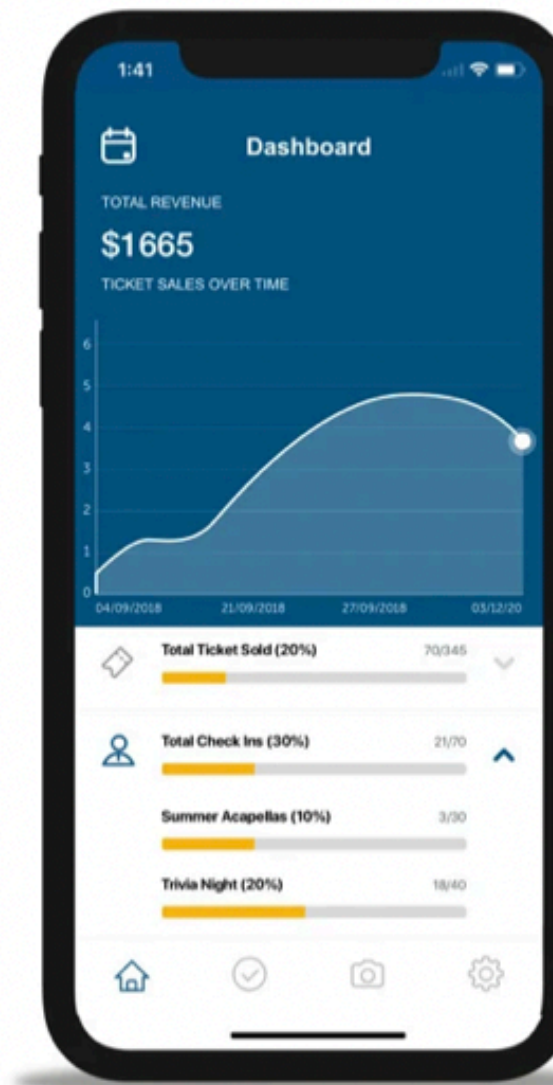 1:41
Dashboard
TOTAL REVENUE
$1665
TICKET SALES OVER TIME
6
5
4
3
2
1
0
04/09/2018 21/09/2018 27/09/2018 03/12/20
Total Ticket Sold (20%) 70/345
Total Check Ins (30%) 21/70
Summer Acapellas (10%) 3/30
Trivia Night (20%) 18/40